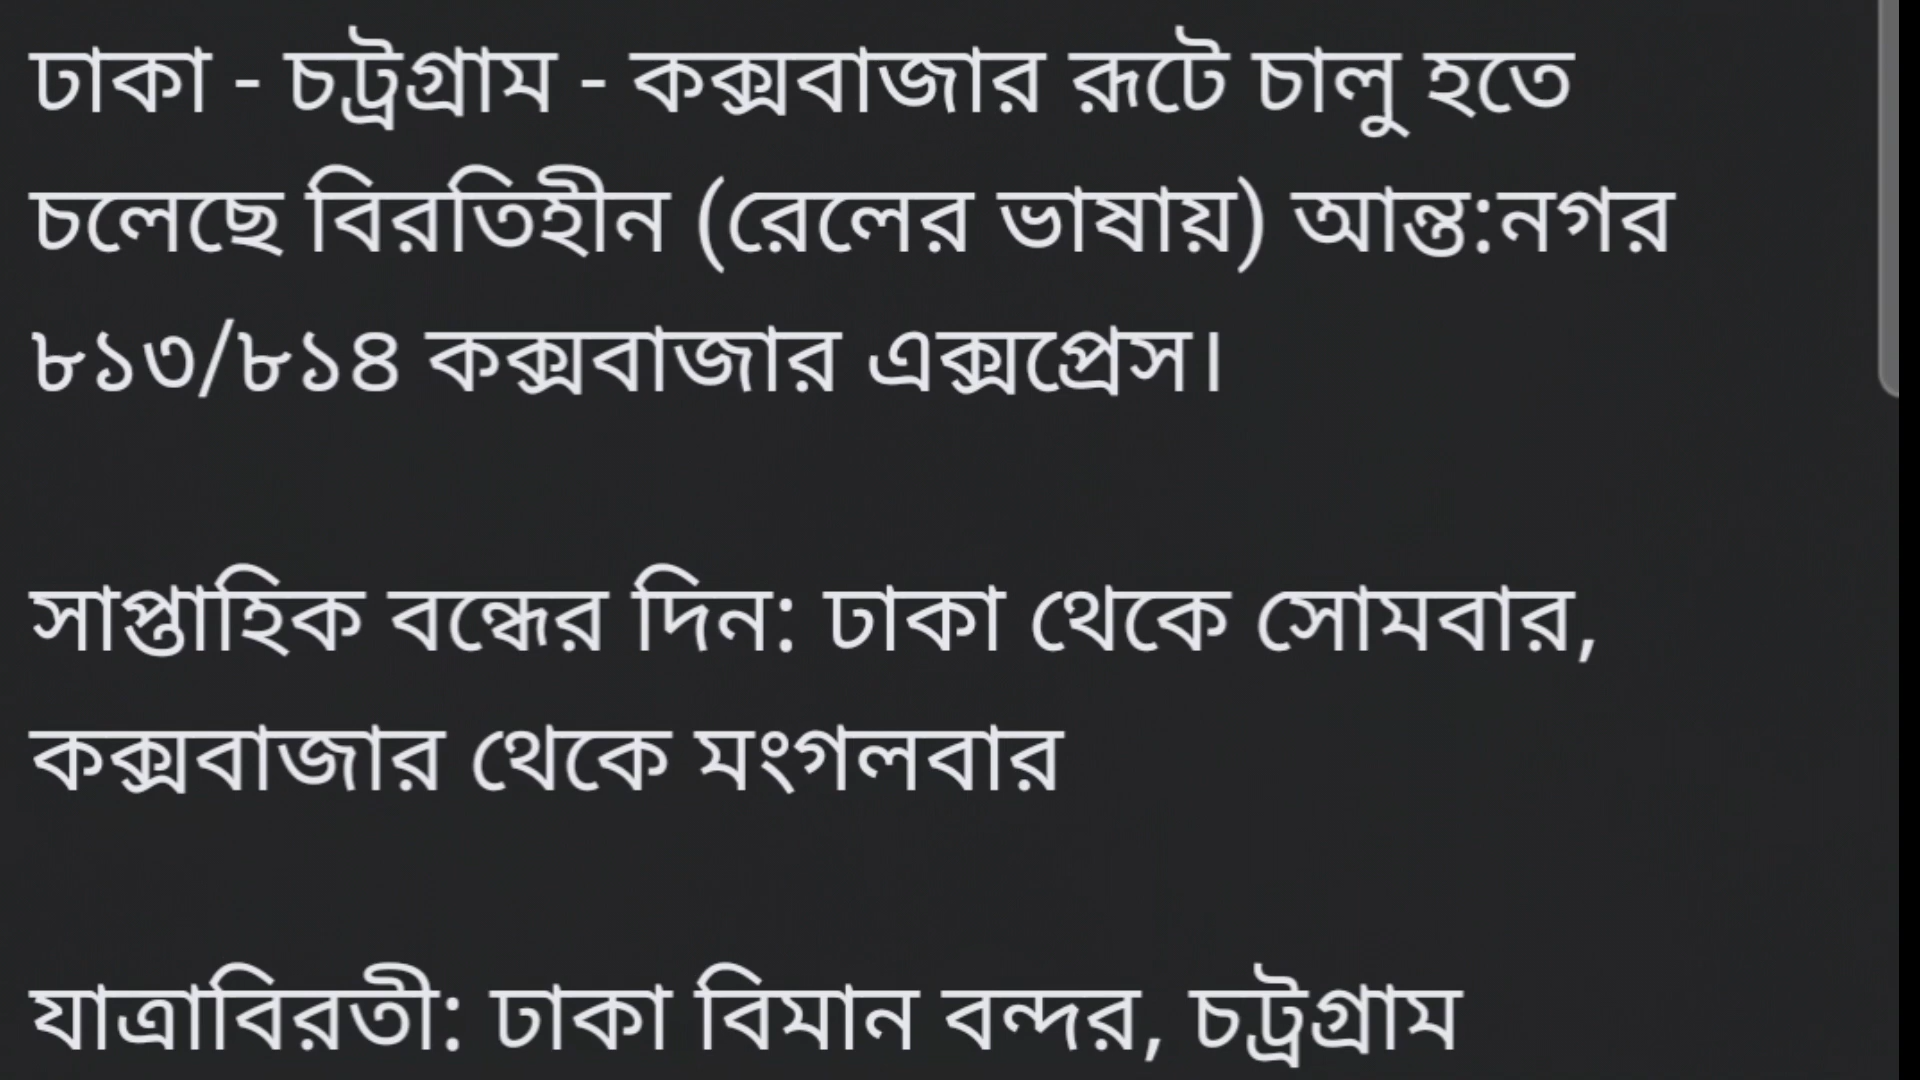 ঢাকা - চট্রগ্রাম - কক্সবাজার রূটে চালু হতে
চলেছে বিরতিহীন (রেলের ভাষায়) আন্ত:নগর
৮১৩/৮১৪ কক্সবাজার এক্সপ্রেস।
সাপ্তাহিক বন্ধের দিন: ঢাকা থেকে সোমবার,
কক্সবাজার থেকে মংগলবার
যাত্রাবিরতী: ঢাকা বিমান বন্দর, চট্রগ্রাম